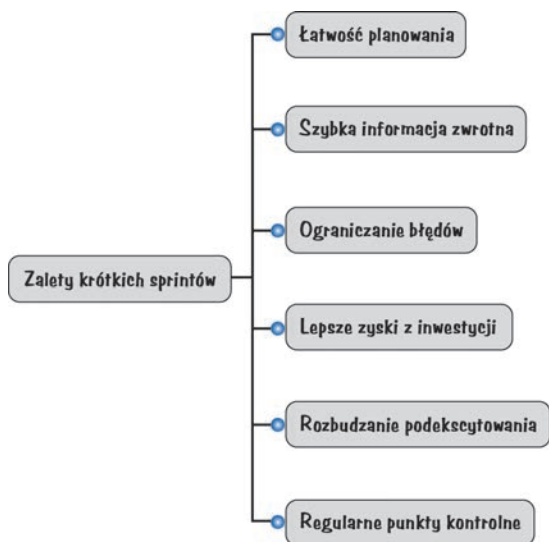 Łatwość planowania
Szybka informacja zwrotna
Ograniczanie błędów
Zalety krótkich sprintów
Lepsze zyski z inwestycji
Rozbudzanie podekscytowania
Regularne punkty kontrolne